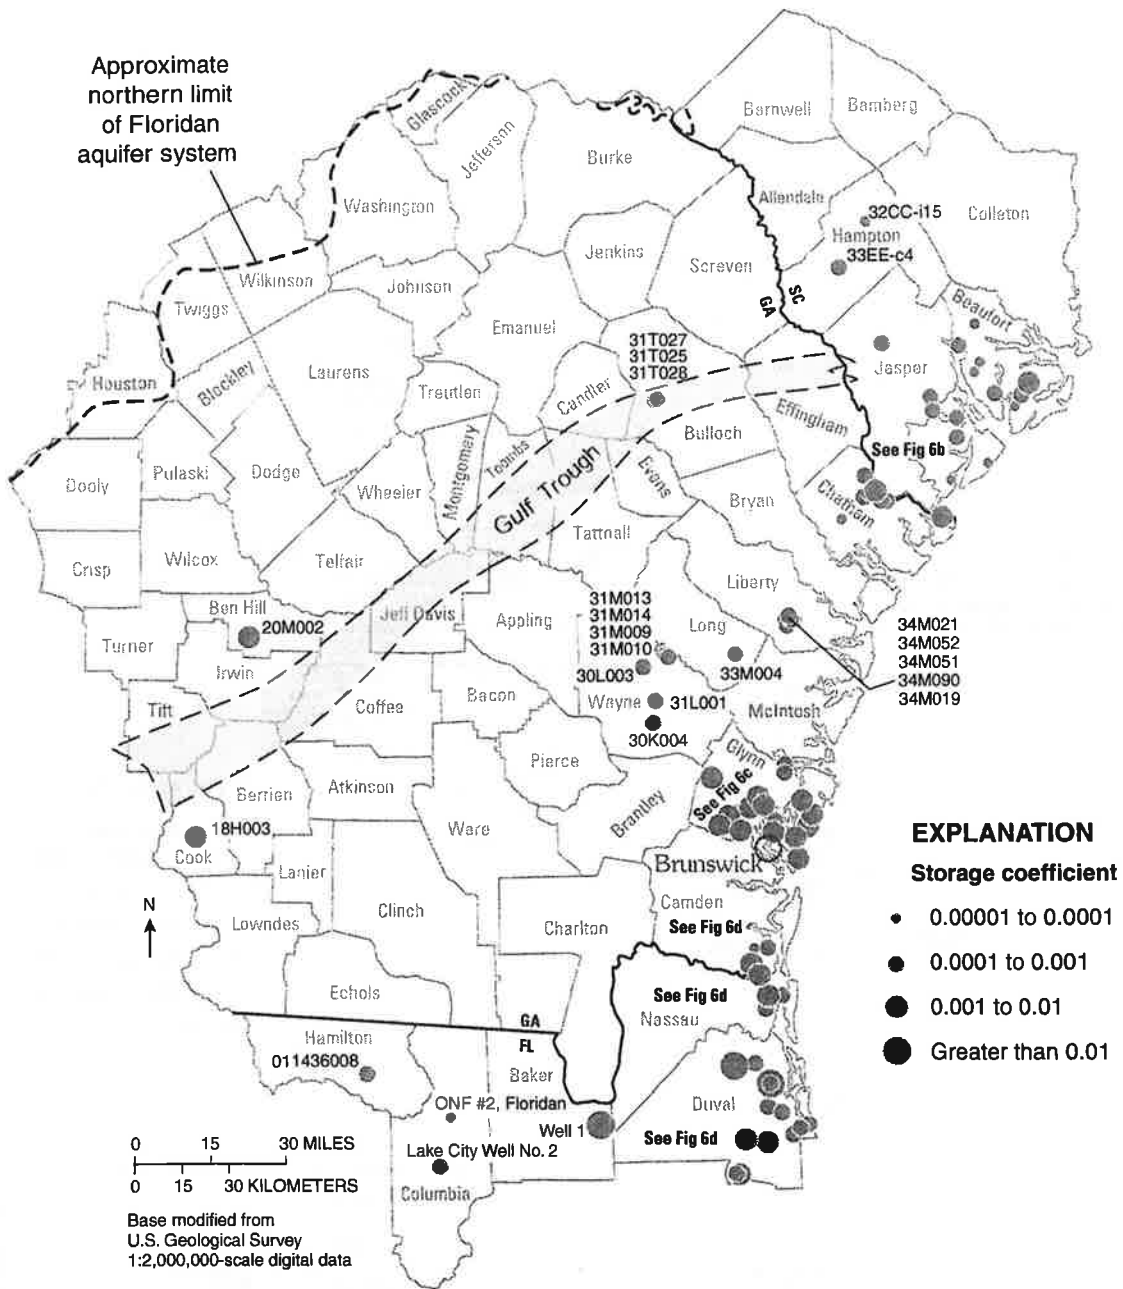 Approximate
northern limit
of Floridan
aquifer system
Glascock
Jefferson
Burke
Barnwell
Bamberg
Washington
Allendale
Colleton
32CC-i15
Hampton
33EE-c4
Jenkins
Screven
SC
GA
Wilkinson
Twiggs
Johnson
Emanuel
Beaufort
31T027
31T025
31T028
Jasper
Houston
Bleckley
Laurens
Treutlen
Candler
Effingham
Bulloch
See Fig 6b
Montgomery
Toombs
Gulf Trough
Evans
Chatham
Dooly
Pulaski
Dodge
Wheeler
Bryan
Tattnall
Crisp
Wilcox
Telfair
Liberty
Ben Hill
20M002
Jeff Davis
Appling
31M013
31M014
31M009
31M010
Long
34M021
34M052
34M051
34M090
34M019
Turner
Irwin
30L003
33M004
Tift
Coffee
Bacon
Wayne
31L001
McIntosh
30K004
Pierce
Glynn
See Fig 6c
Berrien
Atkinson
Brantley
Ware
18H003
Cook
Lanier
Brunswick
EXPLANATION
Storage coefficient
0.00001 to 0.0001
0.0001 to 0.001
0.001 to 0.01
Greater than 0.01
N
Lowndes
Clinch
Charlton
Camden
See Fig 6d
Echols
See Fig 6d
Nassau
GA
FL
Hamilton
011436008
Baker
ONF #2, Floridan
Well 1
Duval
See Fig 6d
Lake City Well No. 2
Columbia
0 15 30 MILES
0 15 30 KILOMETERS
Base modified from
U.S. Geological Survey
1:2,000,000-scale digital data